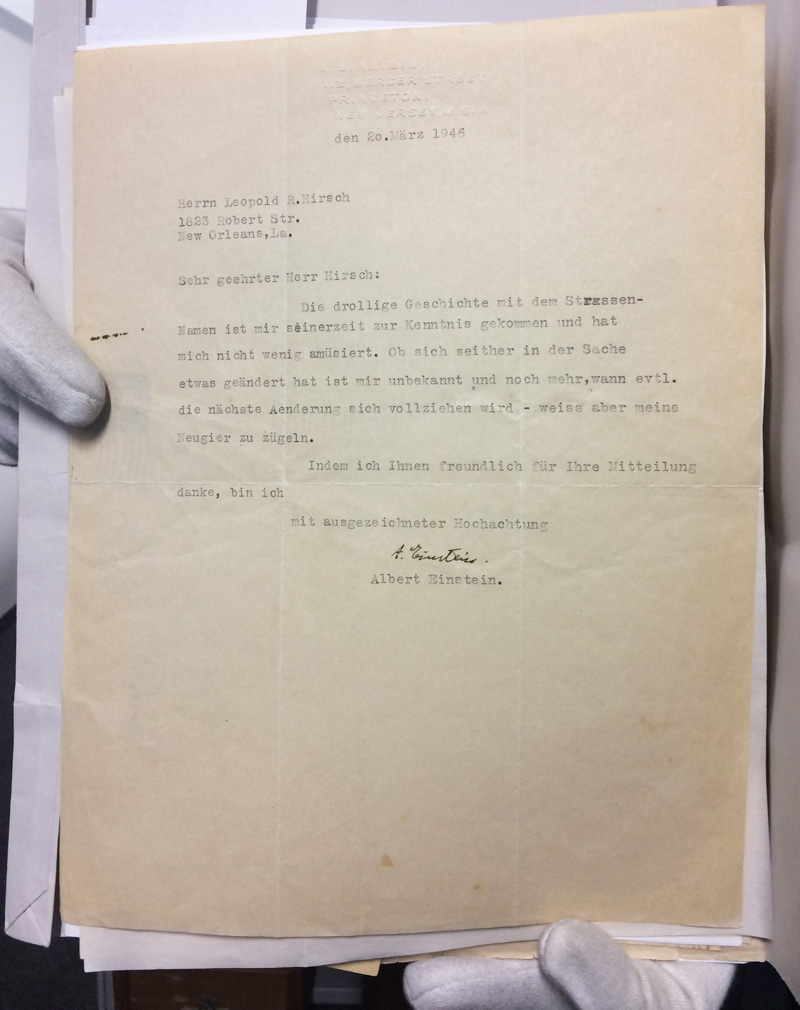 A. EINSTEIN
112, MERCER STREET
PRINCETON,
NEW JERSEY, U.S.A.
den 20.März 1946
Herrn Leopold R.Hirsch
1823 Robert Str.
New Orleans,La.
Sehr geehrter Herr Hirsch:
Die drollige Geschichte mit dem Strassen-
Namen ist mir seinerzeit zur Kenntnis gekommen und hat
mich nicht wenig amüsiert. Ob sich seither in der Sache
etwas geändert hat ist mir unbekannt und noch mehr,wann evtl.
die nächste Aenderung sich vollziehen wird - weiss aber meine
Neugier zu zügeln.
Indem ich Ihnen freundlich für Ihre Mitteilung
danke, bin ich
mit ausgezeichneter Hochachtung
A. Einstein.
Albert Einstein.